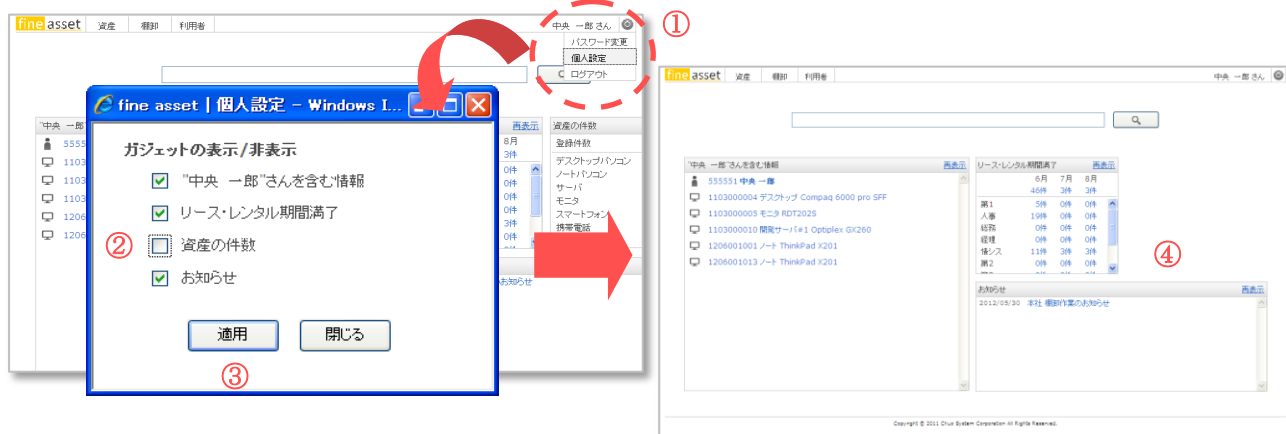 fine asset 資産 棚卸 利用者 中央 一郎 さん
①
パスワード変更
個人設定
ログアウト
fine asset | 個人設定 - Windows I...
ガジェットの表示/非表示
"中央 一郎"さんを含む情報
リース・レンタル期間満了
② 資産の件数
お知らせ
適用 閉じる
③
"中央 一郎
5555
1103
1103
1103
1206
1206
再表示
8月
3件
0件
0件
0件
0件
3件
0件
資産の件数
登録件数
デスクトップパソコン
ノートパソコン
サーバ
モニタ
スマートフォン
携帯電話
お知らせ
fine asset 資産 棚卸 利用者 中央 一郎 さん
"中央 一郎"さんを含む情報 再表示
555551 中央 一郎
1103000004 デスクトップ Compaq 6000 pro SFF
1103000005 モニタ RDT202S
1103000010 開発サーバ#1 Optiplex GX260
1206001001 ノート ThinkPad X201
1206001013 ノート ThinkPad X201
リース・レンタル期間満了 再表示
6月 7月 8月
46件 3件 3件
第1 5件 0件 0件
人事 19件 0件 0件
総務 0件 0件 0件
経理 0件 0件 0件
情シス 11件 3件 3件
第2 0件 0件 0件
④
お知らせ 再表示
2012/05/30 本社 棚卸作業のお知らせ
Copyright © 2011 Chuo System Corporation All Rights Reserved.